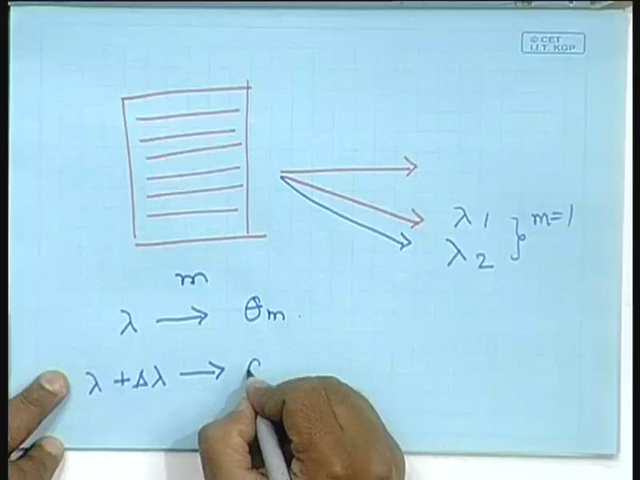 © CET
I.I.T. KGP
λ1
λ2 } m=1
m
λ → θm.
λ + Δλ →